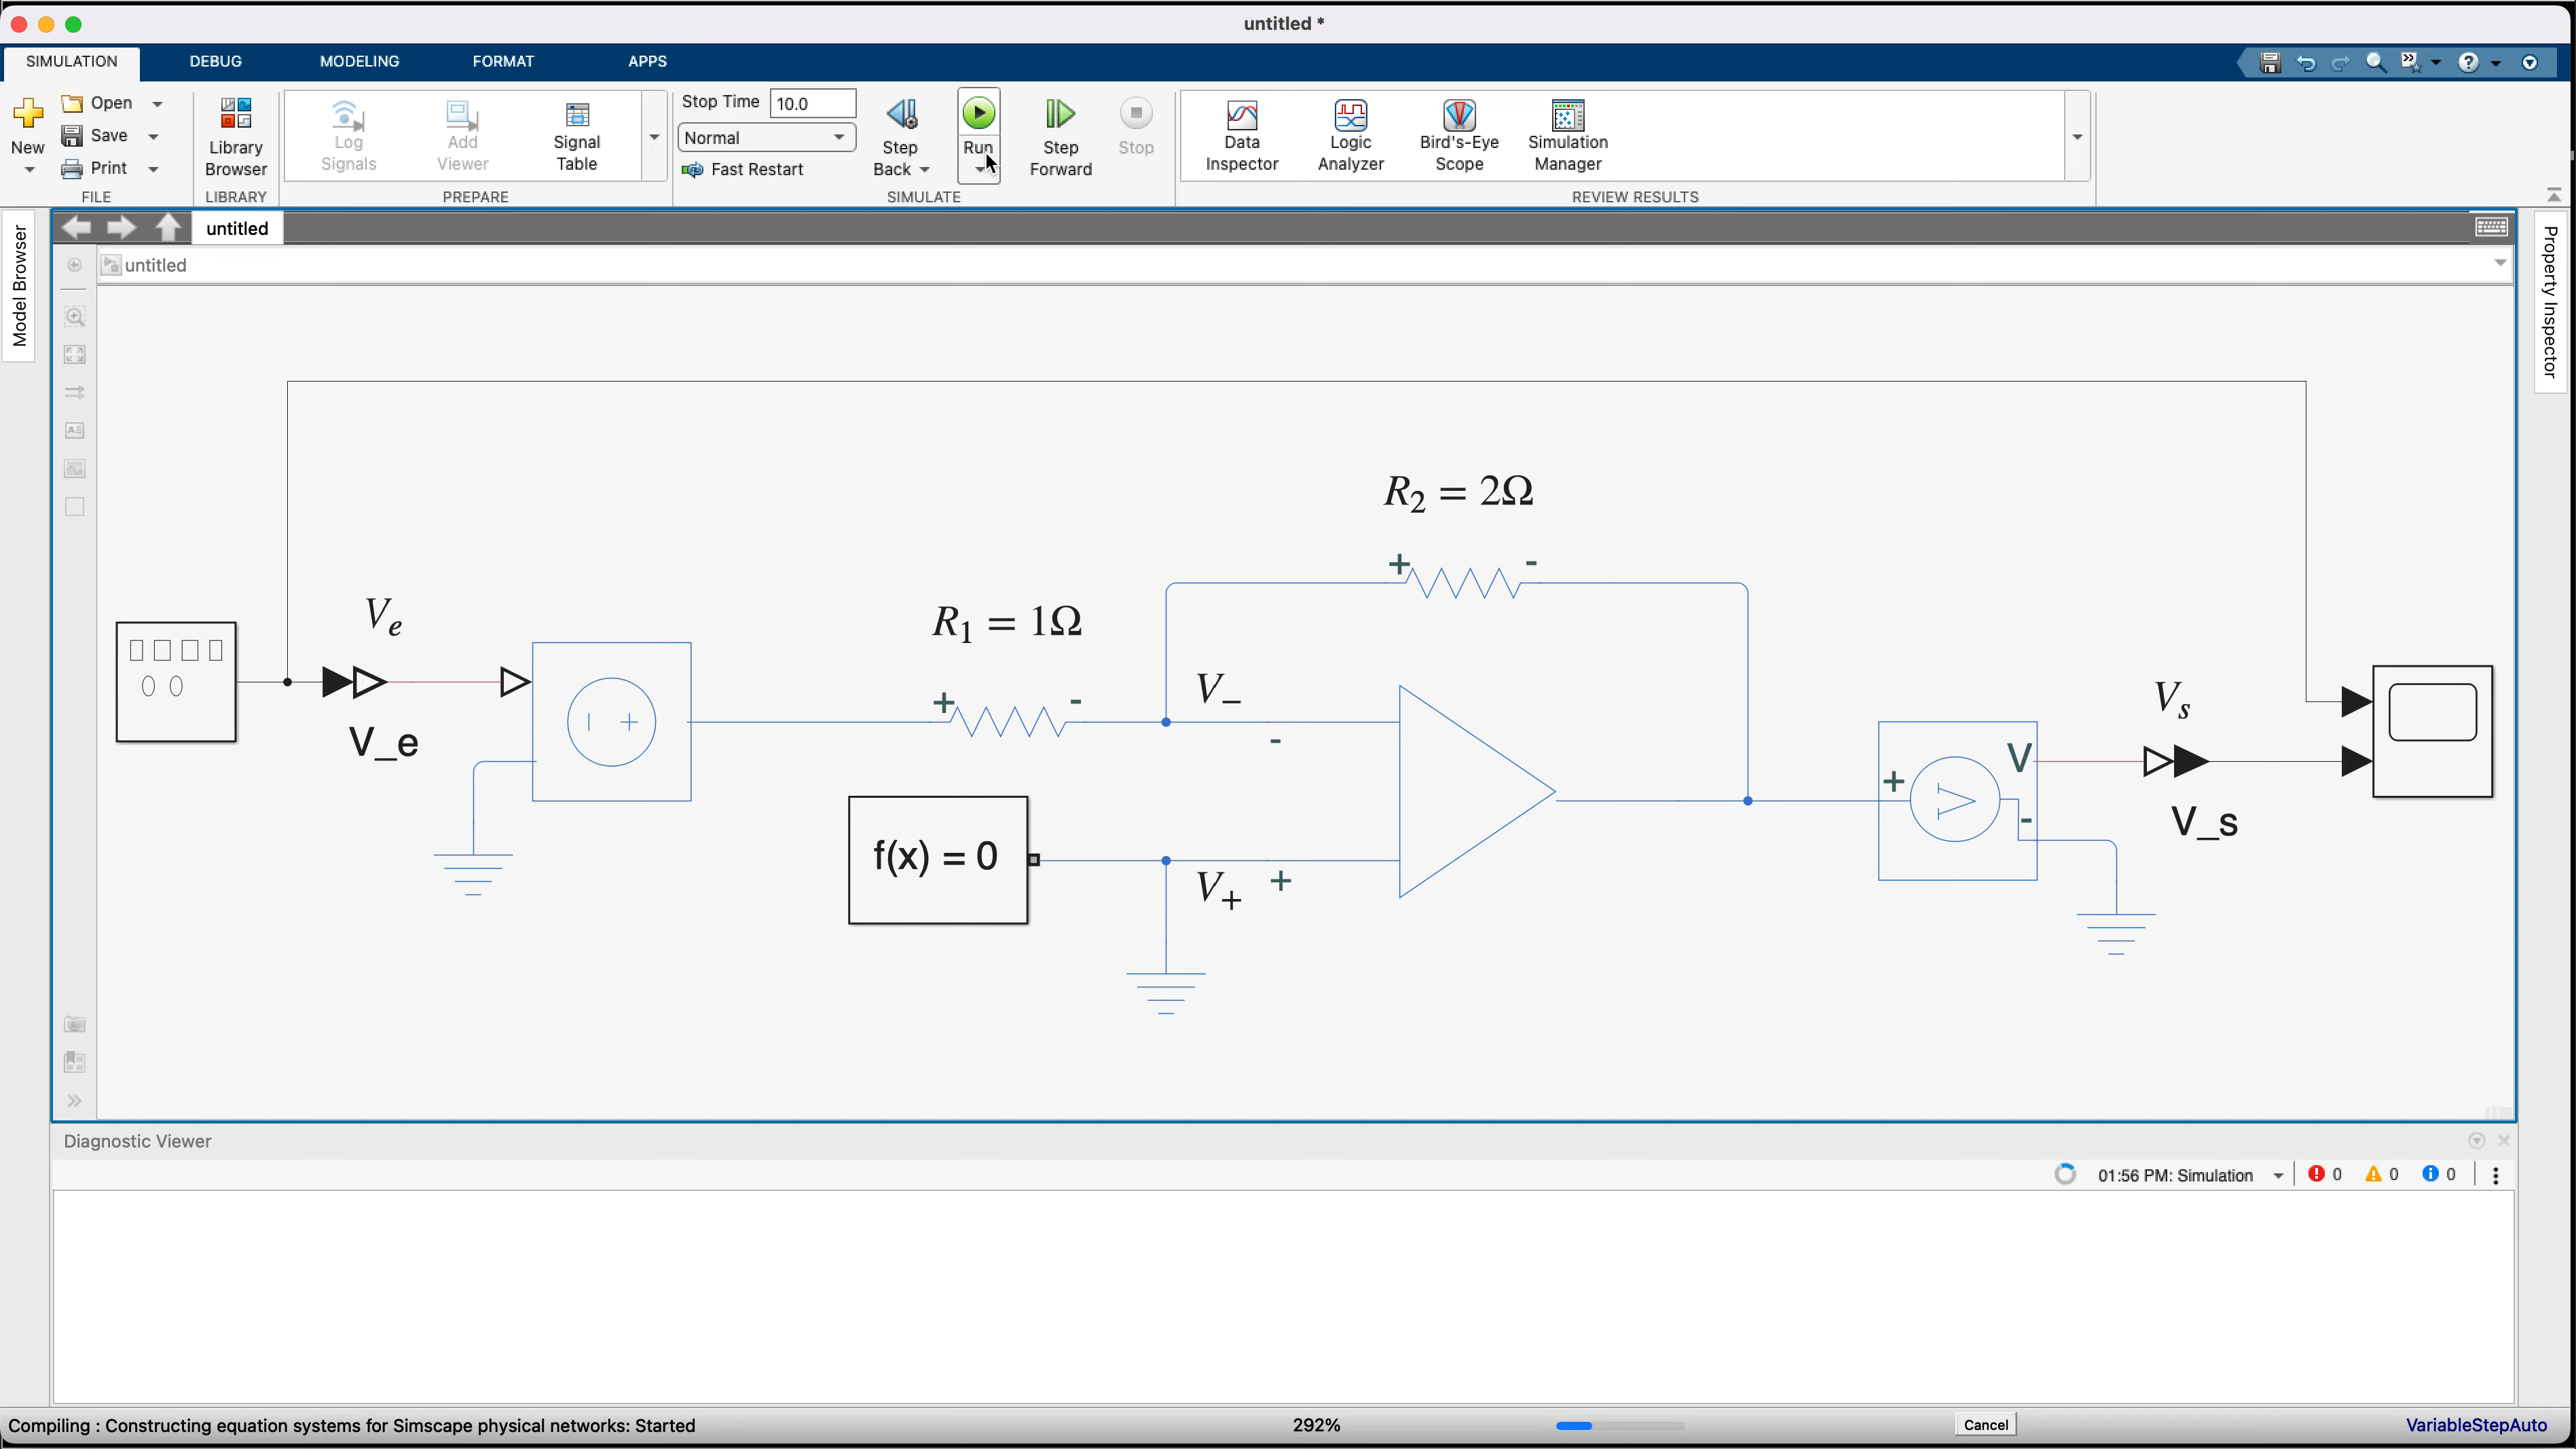 untitled *
SIMULATION DEBUG MODELING FORMAT APPS
New
Open
Save
Print
FILE
Library Browser
LIBRARY
Log Signals
Add Viewer
Signal Table
PREPARE
Stop Time 10.0
Normal
Fast Restart
Step Back
Run
Step Forward
Stop
SIMULATE
Data Inspector
Logic Analyzer
Bird's-Eye Scope
Simulation Manager
REVIEW RESULTS
Model Browser
Property Inspector
untitled
untitled
R₂ = 2Ω
+ -
Vₑ
R₁ = 1Ω
+ -
V₋
-
V_e
Vₛ
V
+
-
V_s
f(x) = 0
V₊ +
Diagnostic Viewer
01:56 PM: Simulation 0 0 0
Compiling : Constructing equation systems for Simscape physical networks: Started 292% Cancel VariableStepAuto